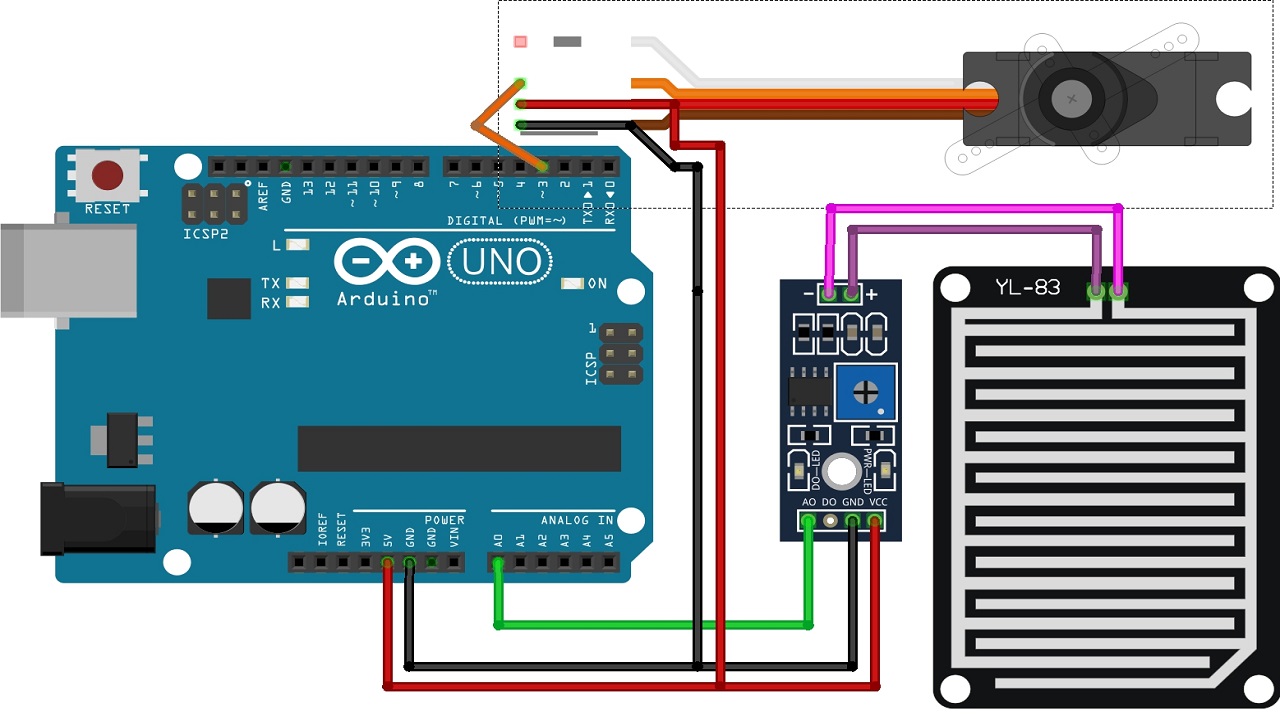 RESET
ICSP2
AREF
GND
13
12
~11
~10
~9
8
7
~6
5
4
~3
2
TX0▶1
RX0◀0
DIGITAL (PWM=~)
L
TX
RX
Arduino™
UNO
ON
1
ICSP
IOREF
RESET
3V3
5V
GND
GND
VIN
POWER
ANALOG IN
A0
A1
A2
A3
A4
A5
- +
DO-LED
PWR-LED
AO DO GND VCC
YL-83